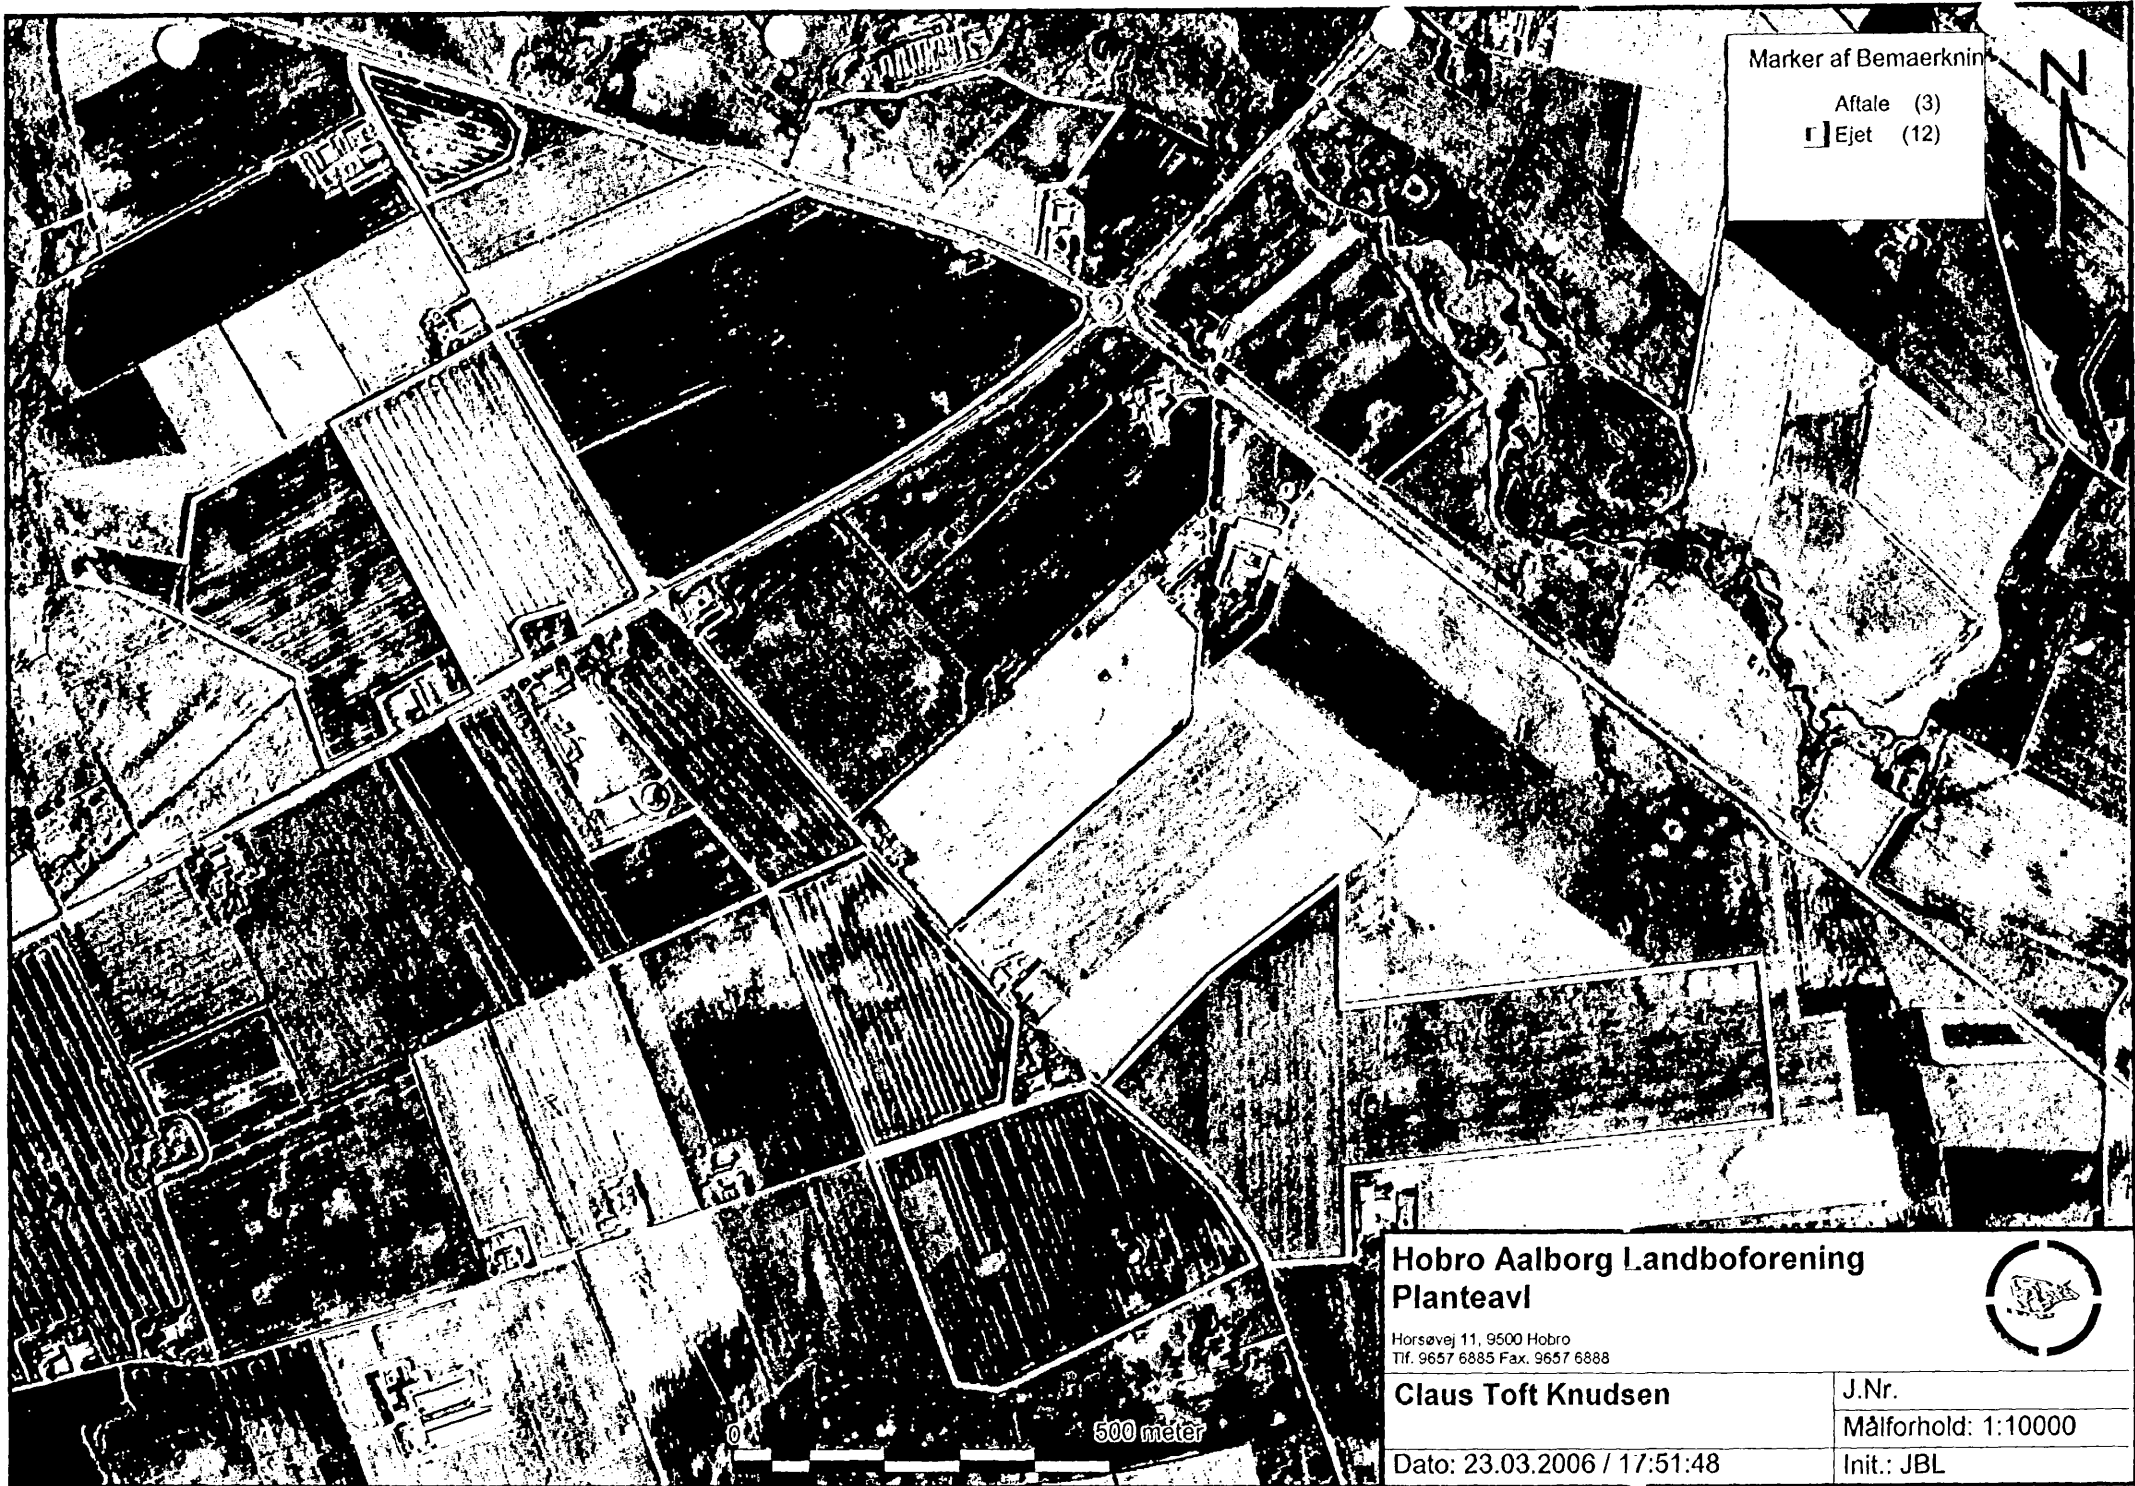 Marker af Bemaerknin
Aftale (3)
Ejet (12)
N
0 500 meter
Hobro Aalborg Landboforening
Planteavl
Horsøvej 11, 9500 Hobro
Tlf. 9657 6885 Fax. 9657 6888
Claus Toft Knudsen
J.Nr.
Målforhold: 1:10000
Dato: 23.03.2006 / 17:51:48
Init.: JBL